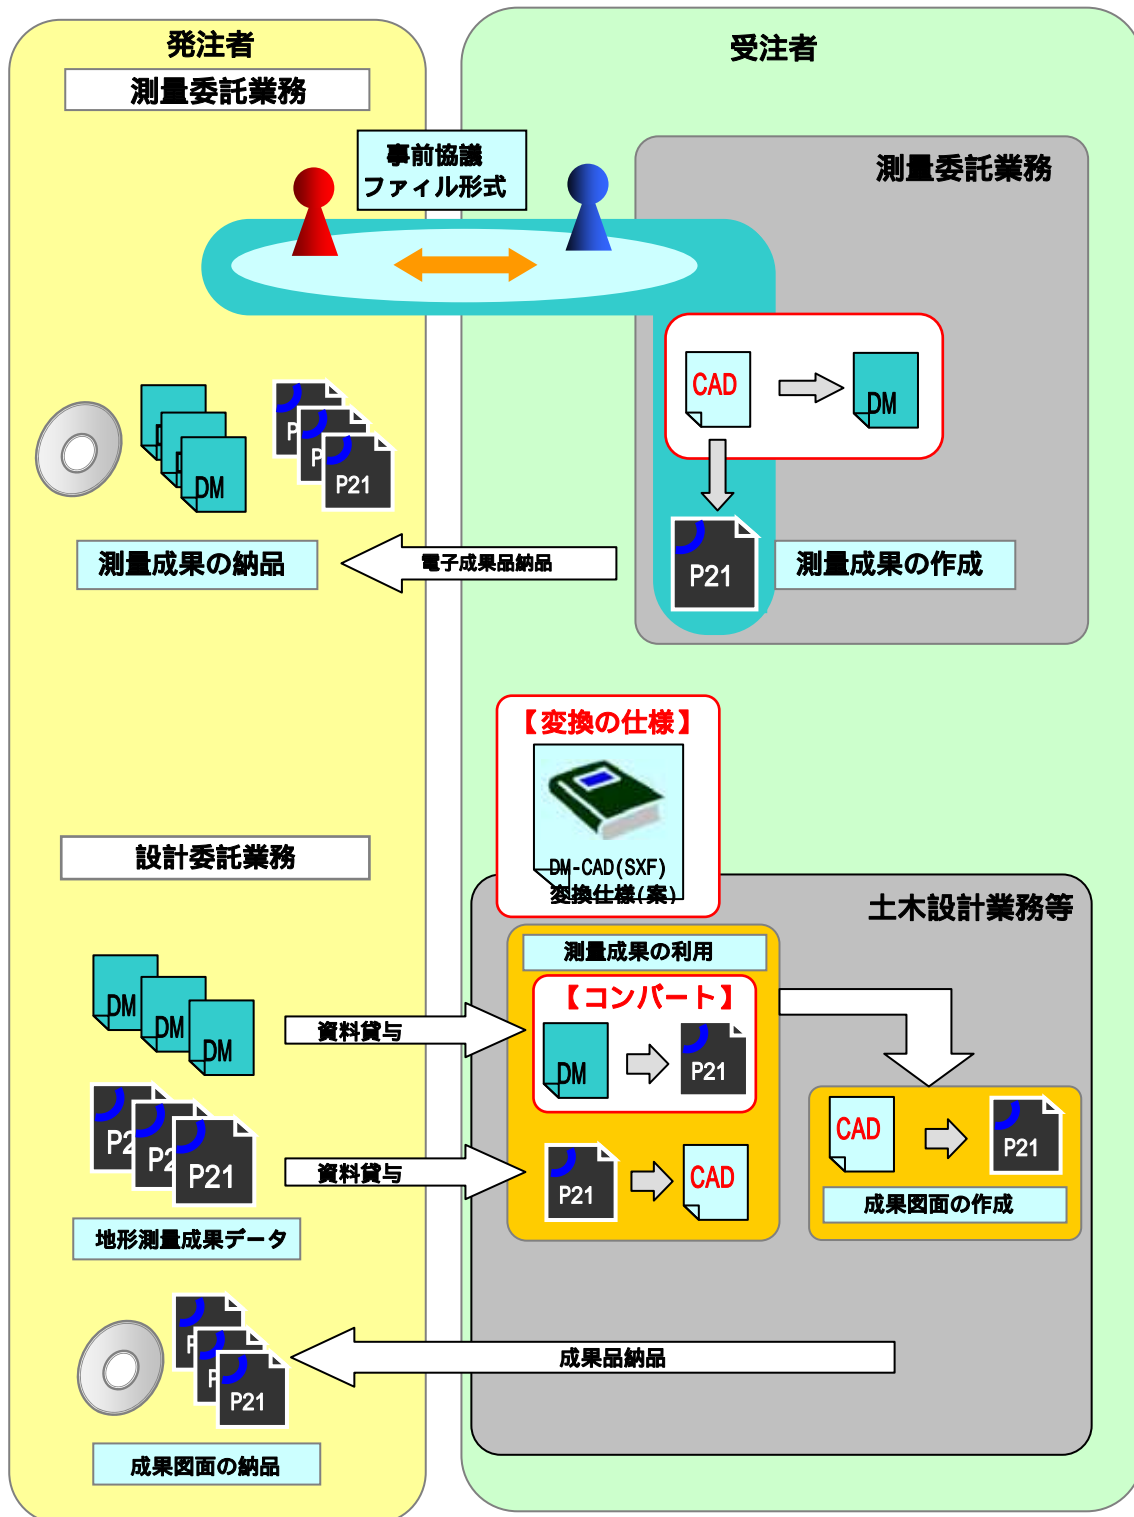 発注者
測量委託業務
受注者
事前協議
ファイル形式
測量委託業務
CAD
DM
DM
P
P
P21
P21
測量成果の納品
電子成果品納品
測量成果の作成
【変換の仕様】
DM-CAD(SXF)
変換仕様(案)
設計委託業務
土木設計業務等
測量成果の利用
【コンバート】
DM
DM
DM
資料貸与
DM
P21
P2
P2
P21
資料貸与
P21
CAD
CAD
P21
成果図面の作成
地形測量成果データ
P
P
P21
成果品納品
成果図面の納品